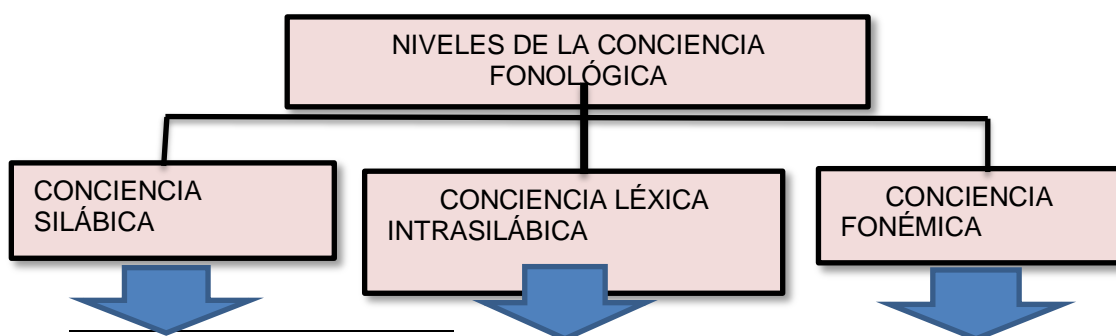 NIVELES DE LA CONCIENCIA
FONOLÓGICA
CONCIENCIA
SILÁBICA
CONCIENCIA LÉXICA
INTRASILÁBICA
CONCIENCIA
FONÉMICA